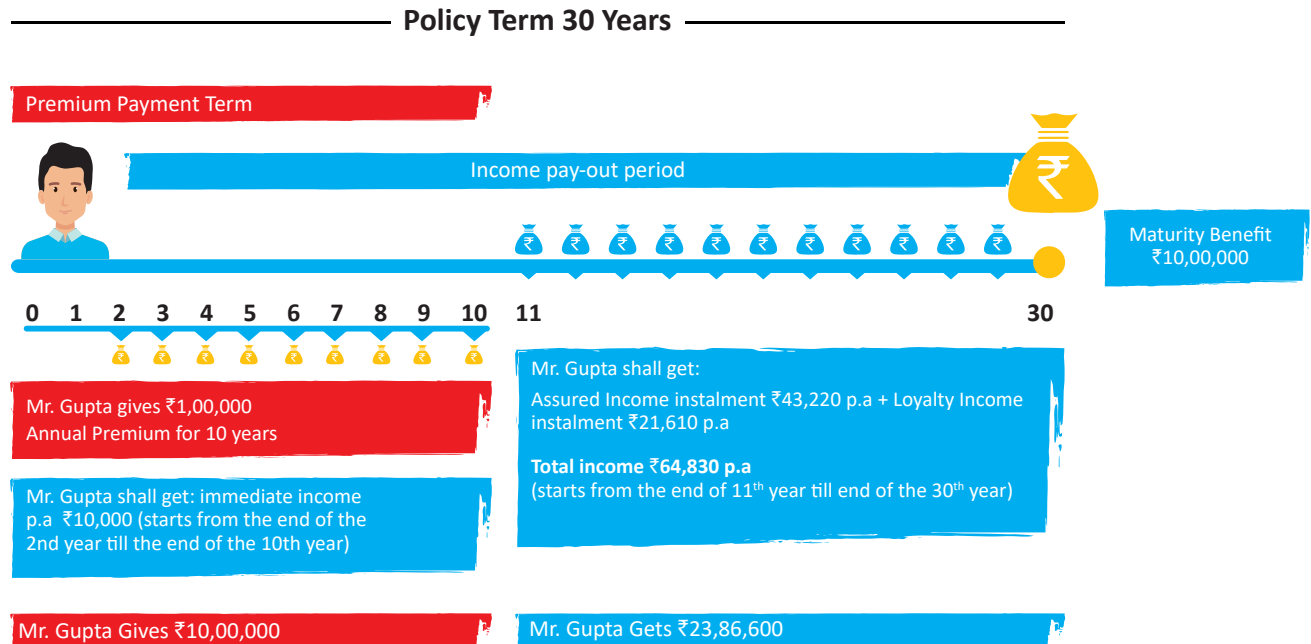 Policy Term 30 Years
Premium Payment Term
Income pay-out period
₹
₹ ₹ ₹ ₹ ₹ ₹ ₹ ₹ ₹ ₹ ₹
Maturity Benefit
₹10,00,000
0 1 2 3 4 5 6 7 8 9 10 11 30
₹ ₹ ₹ ₹ ₹ ₹ ₹ ₹ ₹
Mr. Gupta gives ₹1,00,000
Annual Premium for 10 years
Mr. Gupta shall get: immediate income
p.a ₹10,000 (starts from the end of the
2nd year till the end of the 10th year)
Mr. Gupta shall get:
Assured Income instalment ₹43,220 p.a + Loyalty Income
instalment ₹21,610 p.a
Total income ₹64,830 p.a
(starts from the end of 11th year till end of the 30th year)
Mr. Gupta Gives ₹10,00,000
Mr. Gupta Gets ₹23,86,600